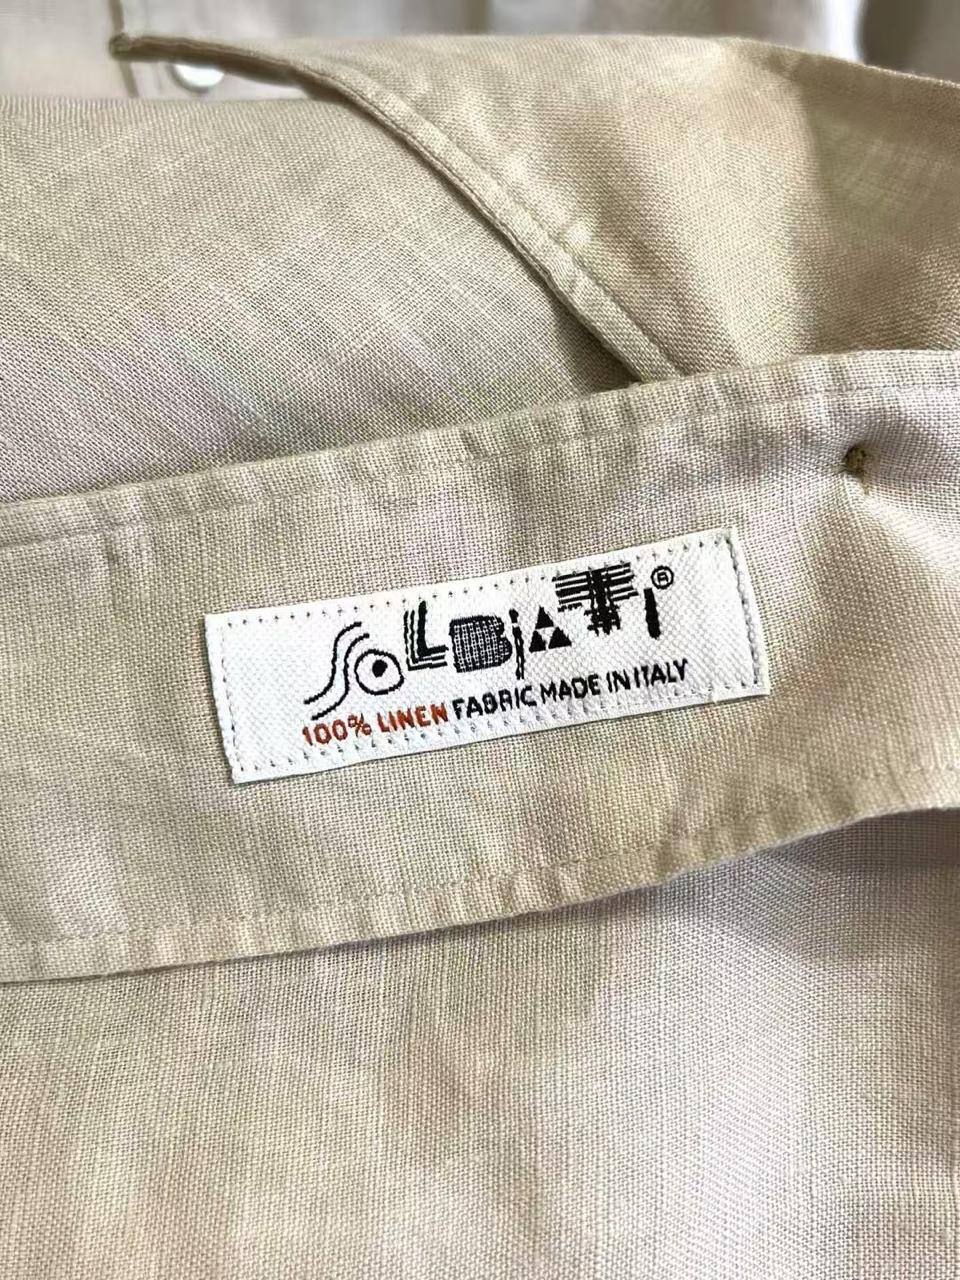 SOLBiATi®
100% LINEN FABRIC MADE IN ITALY